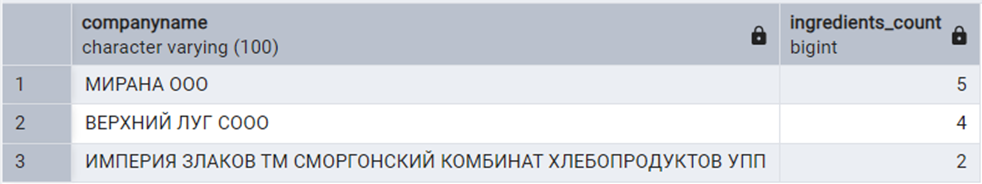 companyname ingredients_count
character varying (100) bigint
1 МИРАНА ООО 5
2 ВЕРХНИЙ ЛУГ СООО 4
3 ИМПЕРИЯ ЗЛАКОВ ТМ СМОРГОНСКИЙ КОМБИНАТ ХЛЕБОПРОДУКТОВ УПП 2